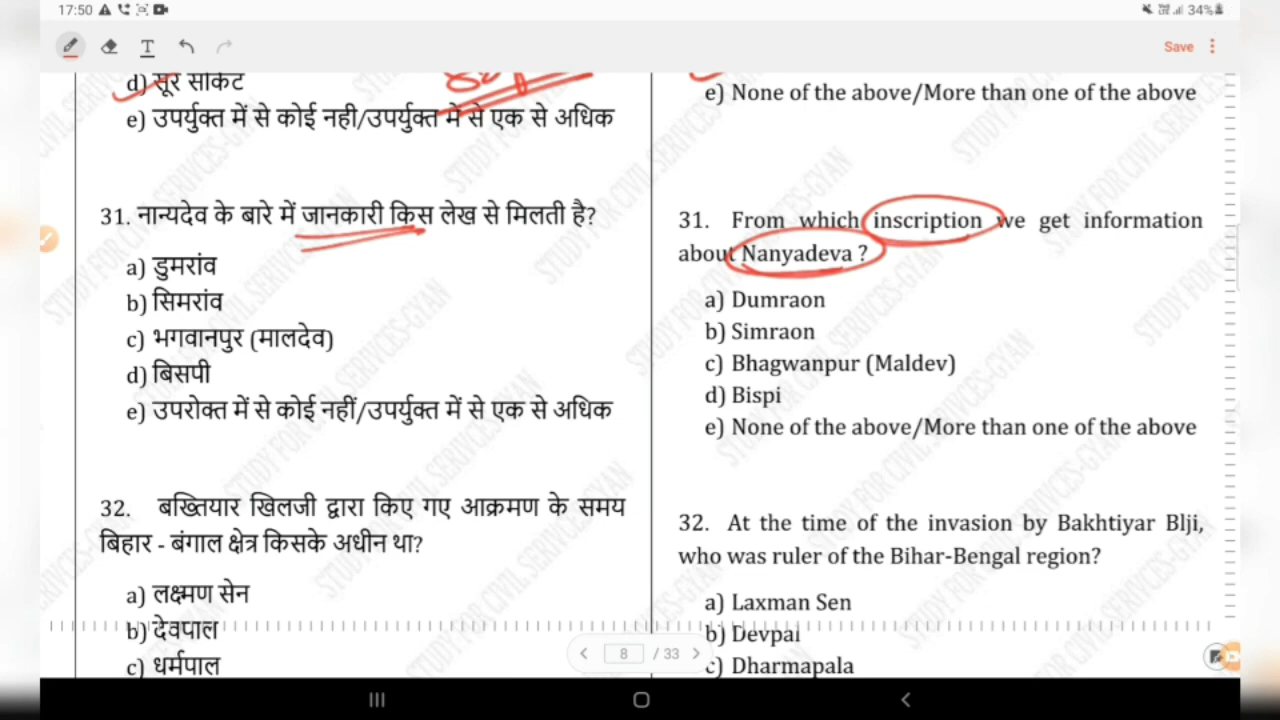 17:50
34%
T
Save
d) सूर साकेट
e) उपर्युक्त में से कोई नही/उपर्युक्त में से एक से अधिक
31. नान्यदेव के बारे में जानकारी किस लेख से मिलती है?
a) डुमरांव
b) सिमरांव
c) भगवानपुर (मालदेव)
d) बिसपी
e) उपरोक्त में से कोई नहीं/उपर्युक्त में से एक से अधिक
32. बख्तियार खिलजी द्वारा किए गए आक्रमण के समय
बिहार - बंगाल क्षेत्र किसके अधीन था?
a) लक्ष्मण सेन
b) देवपाल
c) धर्मपाल
e) None of the above/More than one of the above
31. From which inscription we get information
about Nanyadeva ?
a) Dumraon
b) Simraon
c) Bhagwanpur (Maldev)
d) Bispi
e) None of the above/More than one of the above
32. At the time of the invasion by Bakhtiyar Blji,
who was ruler of the Bihar-Bengal region?
a) Laxman Sen
b) Devpal
c) Dharmapala
8 / 33
STUDY FOR CIVIL SERIVCES-GYAN